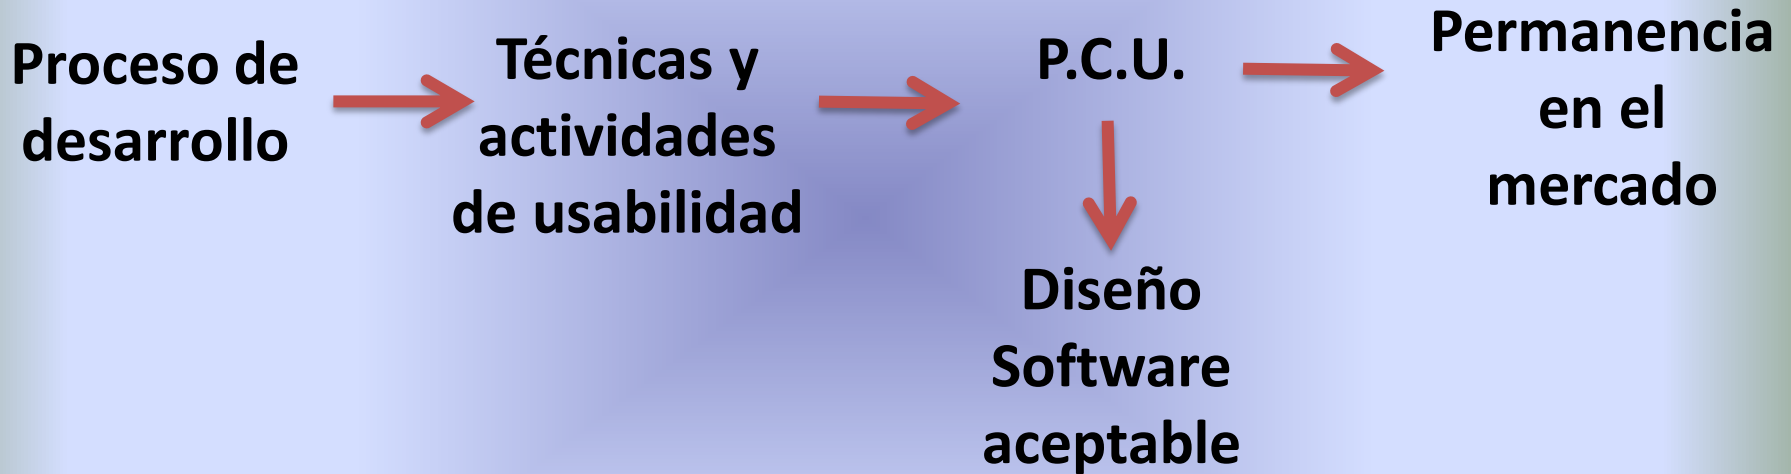 Proceso de
desarrollo
Técnicas y
actividades
de usabilidad
P.C.U.
Diseño
Software
aceptable
Permanencia
en el
mercado